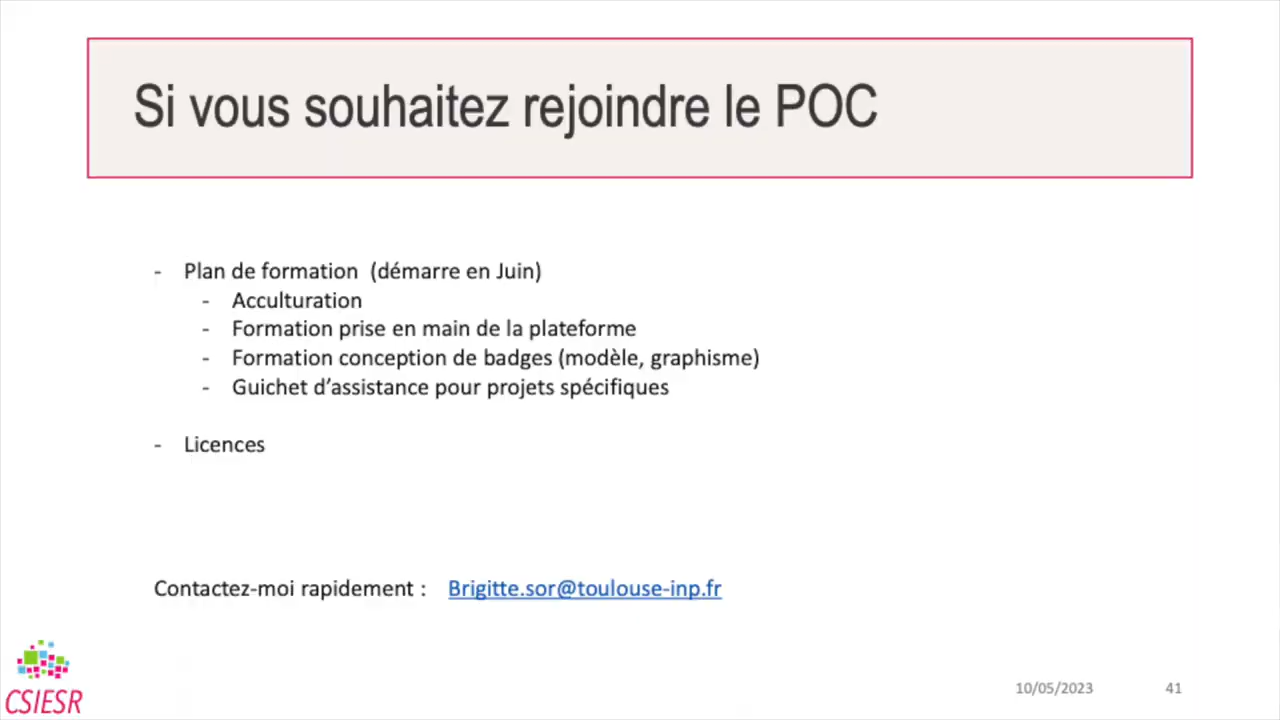 Si vous souhaitez rejoindre le POC
- Plan de formation (démarre en Juin)
- Acculturation
- Formation prise en main de la plateforme
- Formation conception de badges (modèle, graphisme)
- Guichet d’assistance pour projets spécifiques
- Licences
Contactez-moi rapidement : Brigitte.sor@toulouse-inp.fr
CSIESR
10/05/2023 41